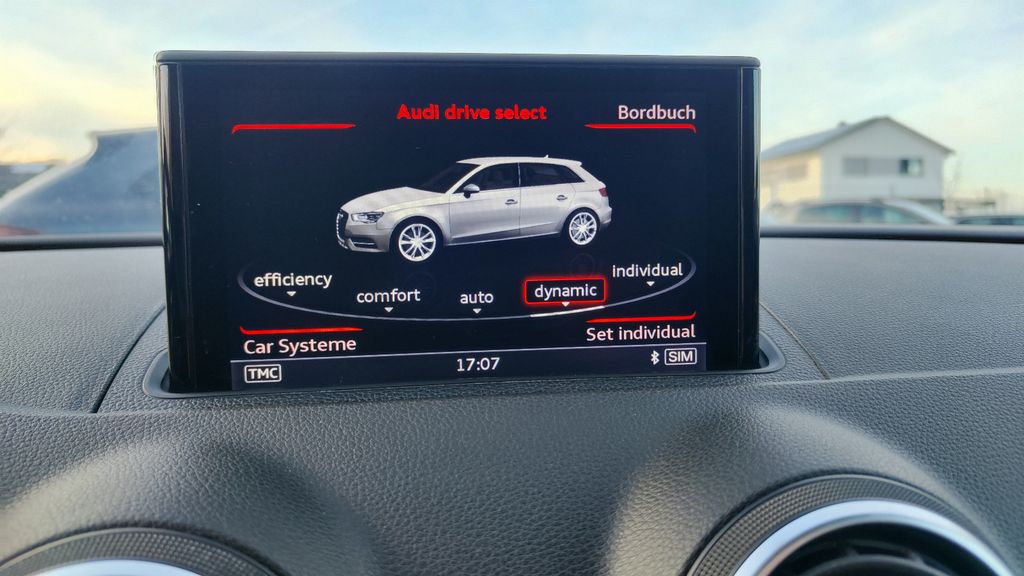 Audi drive select
Bordbuch
efficiency
comfort
auto
dynamic
individual
Car Systeme
Set individual
TMC
17:07
SIM